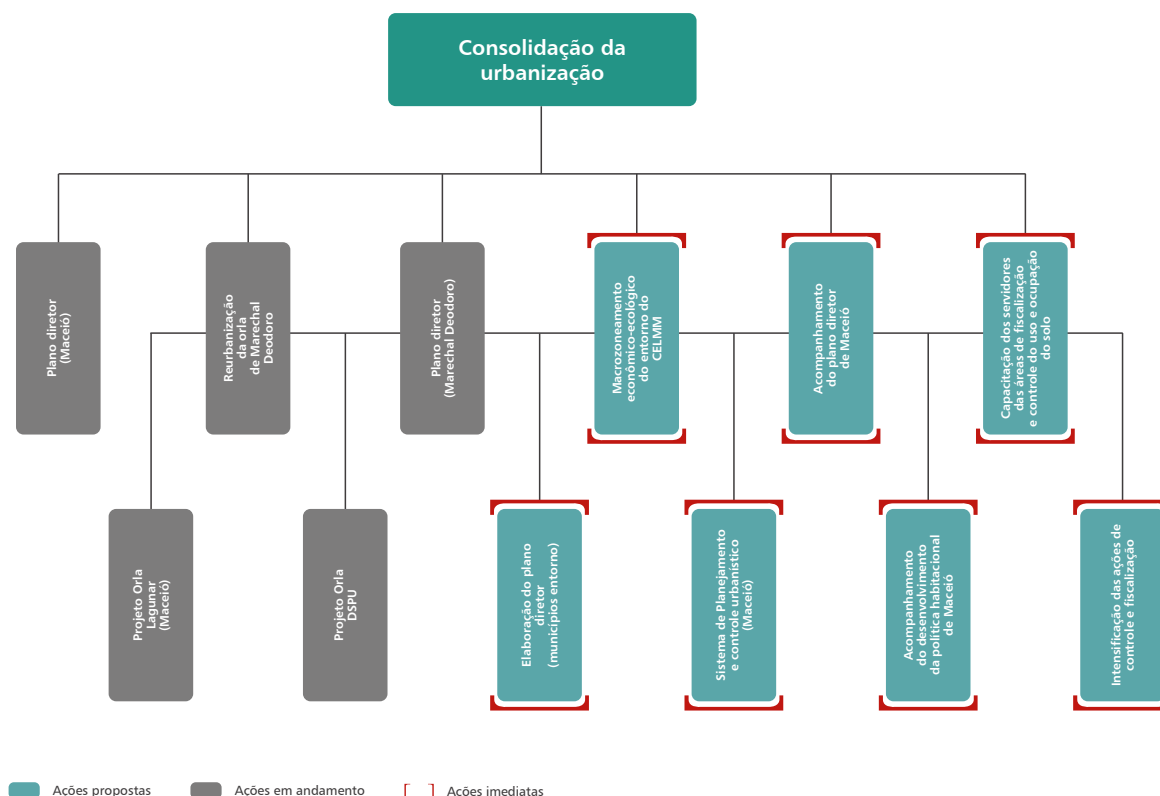 Consolidação da
urbanização
Plano diretor
(Maceió)
Reurbanização
da orla
de Marechal
Deodoro
Plano diretor
(Marechal Deodoro)
Macrozoneamento
econômico-ecológico
do entorno do
CELMM
Acompanhamento
do plano diretor
de Maceió
Capacitação dos servidores
das áreas de fiscalização
e controle do uso e ocupação
do solo
Projeto Orla
Lagunar
(Maceió)
Projeto Orla
DSPU
Elaboração do plano
diretor
(municípios entorno)
Sistema de Planejamento
e controle urbanístico
(Maceió)
Acompanhamento
do desenvolvimento
da política habitacional
de Maceió
Intensificação das ações de
controle e fiscalização
Ações propostas
Ações em andamento
Ações imediatas